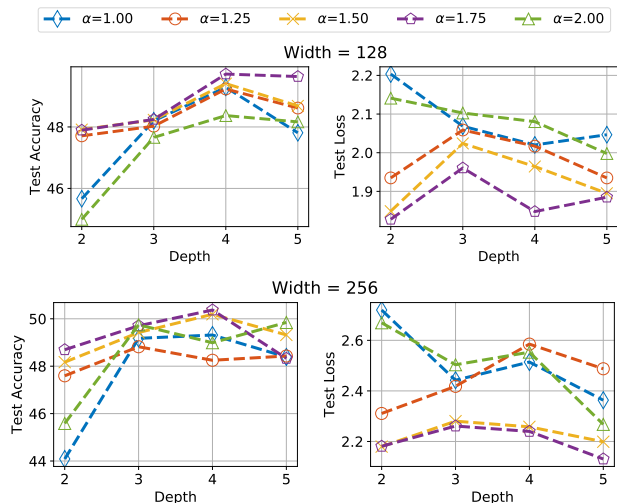 α=1.00 α=1.25 α=1.50 α=1.75 α=2.00
Width = 128
Test Accuracy
48
46
2 3 4 5
Depth
Test Loss
2.2
2.1
2.0
1.9
2 3 4 5
Depth
Width = 256
Test Accuracy
50
48
46
44
2 3 4 5
Depth
Test Loss
2.6
2.4
2.2
2 3 4 5
Depth